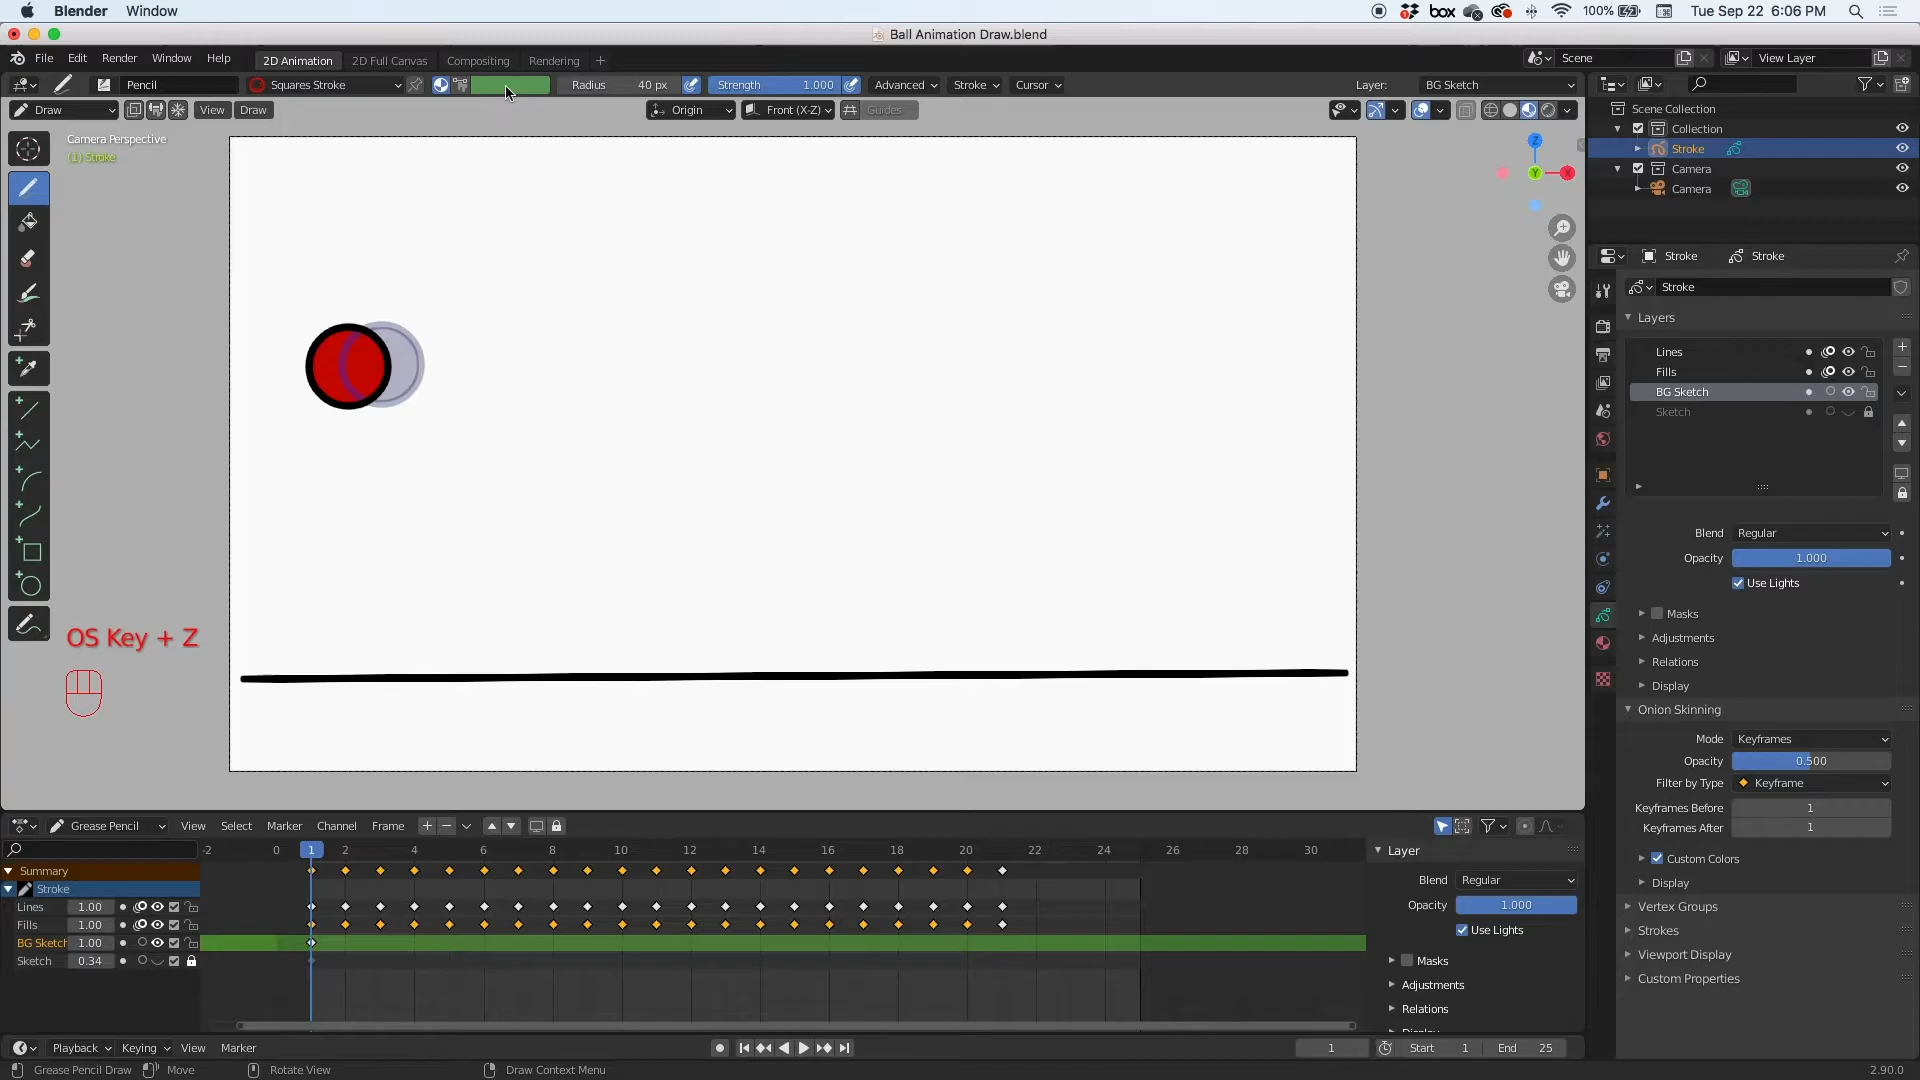 Blender Window
box 100% Tue Sep 22 6:06 PM
Ball Animation Draw.blend
File Edit Render Window Help 2D Animation 2D Full Canvas Compositing Rendering + Scene View Layer
Pencil Squares Stroke Radius 40 px Strength 1.000 Advanced Stroke Cursor Layer: BG Sketch
Draw View Draw Origin Front (X-Z) Guides
Camera Perspective
(1) Stroke
Z
Y X
OS Key + Z
Scene Collection
Collection
Stroke
Camera
Camera
Stroke Stroke
Stroke
Layers
Lines
Fills
BG Sketch
Sketch
Blend Regular
Opacity 1.000
Use Lights
Masks
Adjustments
Relations
Display
Onion Skinning
Mode Keyframes
Opacity 0.500
Filter by Type Keyframe
Keyframes Before 1
Keyframes After 1
Custom Colors
Display
Vertex Groups
Strokes
Viewport Display
Custom Properties
Grease Pencil View Select Marker Channel Frame
-2 0 1 2 4 6 8 10 12 14 16 18 20 22 24 26 28 30
Summary
Stroke
Lines 1.00
Fills 1.00
BG Sketch 1.00
Sketch 0.34
Layer
Blend Regular
Opacity 1.000
Use Lights
Masks
Adjustments
Relations
Playback Keying View Marker 1 Start 1 End 25
Grease Pencil Draw Move Rotate View Draw Context Menu 2.90.0